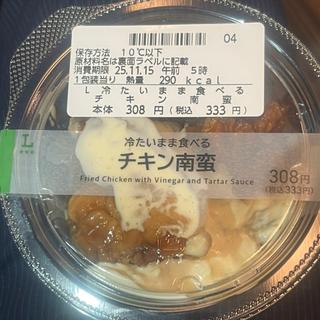 04
保存方法 10℃以下
原材料名は裏面ラベルに記載
消費期限 25.11.15 午前 5時
1包装当り 熱量 290 kcal
L 冷たいまま食べる
チキン南蛮
本体 308円 (税込 333円)
L
冷たいまま食べる
チキン南蛮
Fried Chicken with Vinegar and Tartar Sauce
308円
(税込333円)